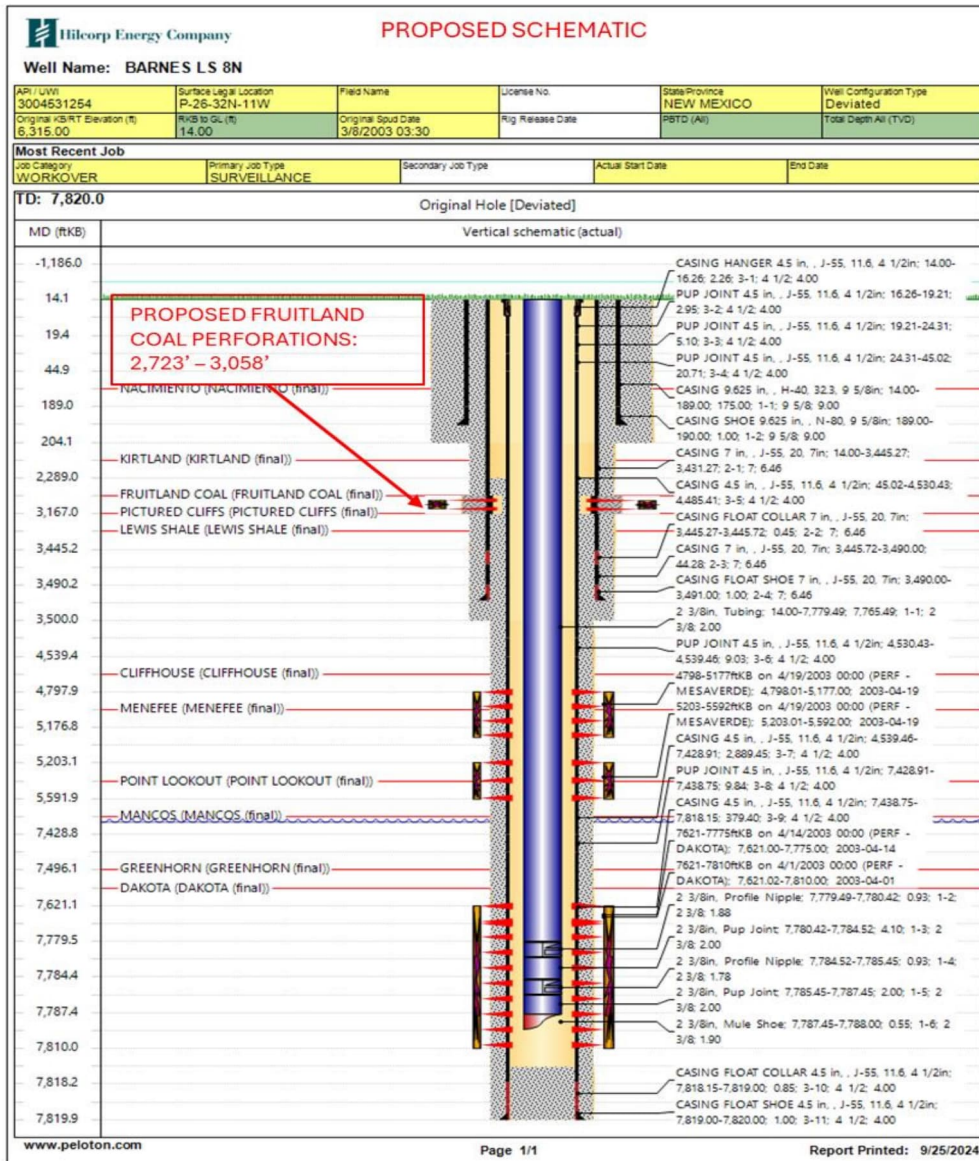 Hilcorp Energy Company
PROPOSED SCHEMATIC
Well Name: BARNES LS 8N
API / UWI
3004531254
Surface Legal Location
P-26-32N-11W
Field Name
License No.
State/Province
NEW MEXICO
Well Configuration Type
Deviated
Original KB/RT Elevation (ft)
6,315.00
RKB to GL (ft)
14.00
Original Spud Date
3/8/2003 03:30
Rig Release Date
PBTD (All)
Total Depth All (TVD)
Most Recent Job
Job Category
WORKOVER
Primary Job Type
SURVEILLANCE
Secondary Job Type
Actual Start Date
End Date
TD: 7,820.0
Original Hole [Deviated]
MD (ftKB)
Vertical schematic (actual)
-1,186.0
14.1
19.4
44.9
189.0
204.1
2,289.0
3,167.0
3,445.2
3,490.2
3,500.0
4,539.4
4,797.9
5,176.8
5,203.1
5,591.9
7,428.8
7,496.1
7,621.1
7,779.5
7,784.4
7,787.4
7,810.0
7,818.2
7,819.9
PROPOSED FRUITLAND
COAL PERFORATIONS:
2,723' – 3,058'
NACIMIENTO (NACIMIENTO (final))
KIRTLAND (KIRTLAND (final))
FRUITLAND COAL (FRUITLAND COAL (final))
PICTURED CLIFFS (PICTURED CLIFFS (final))
LEWIS SHALE (LEWIS SHALE (final))
CLIFFHOUSE (CLIFFHOUSE (final))
MENEFEE (MENEFEE (final))
POINT LOOKOUT (POINT LOOKOUT (final))
MANCOS (MANCOS (final))
GREENHORN (GREENHORN (final))
DAKOTA (DAKOTA (final))
CASING HANGER 4.5 in, , J-55, 11.6, 4 1/2in; 14.00-
16.26; 2.26; 3-1; 4 1/2; 4.00
PUP JOINT 4.5 in, , J-55, 11.6, 4 1/2in; 16.26-19.21;
2.95; 3-2; 4 1/2; 4.00
PUP JOINT 4.5 in, , J-55, 11.6, 4 1/2in; 19.21-24.31;
5.10; 3-3; 4 1/2; 4.00
PUP JOINT 4.5 in, , J-55, 11.6, 4 1/2in; 24.31-45.02;
20.71; 3-4; 4 1/2; 4.00
CASING 9.625 in, , H-40, 32.3, 9 5/8in; 14.00-
189.00; 175.00; 1-1; 9 5/8; 9.00
CASING SHOE 9.625 in, , N-80, 9 5/8in; 189.00-
190.00; 1.00; 1-2; 9 5/8; 9.00
CASING 7 in, , J-55, 20, 7in; 14.00-3,445.27;
3,431.27; 2-1; 7; 6.46
CASING 4.5 in, , J-55, 11.6, 4 1/2in; 45.02-4,530.43;
4,485.41; 3-5; 4 1/2; 4.00
CASING FLOAT COLLAR 7 in, , J-55, 20, 7in;
3,445.27-3,445.72; 0.45; 2-2; 7; 6.46
CASING 7 in, , J-55, 20, 7in; 3,445.72-3,490.00;
44.28; 2-3; 7; 6.46
CASING FLOAT SHOE 7 in, , J-55, 20, 7in; 3,490.00-
3,491.00; 1.00; 2-4; 7; 6.46
2 3/8in, Tubing; 14.00-7,779.49; 7,765.49; 1-1; 2
3/8; 2.00
PUP JOINT 4.5 in, , J-55, 11.6, 4 1/2in; 4,530.43-
4,539.46; 9.03; 3-6; 4 1/2; 4.00
4798-5177ftKB on 4/19/2003 00:00 (PERF -
MESAVERDE); 4,798.01-5,177.00; 2003-04-19
5203-5592ftKB on 4/19/2003 00:00 (PERF -
MESAVERDE); 5,203.01-5,592.00; 2003-04-19
CASING 4.5 in, , J-55, 11.6, 4 1/2in; 4,539.46-
7,428.91; 2,889.45; 3-7; 4 1/2; 4.00
PUP JOINT 4.5 in, , J-55, 11.6, 4 1/2in; 7,428.91-
7,438.75; 9.84; 3-8; 4 1/2; 4.00
CASING 4.5 in, , J-55, 11.6, 4 1/2in; 7,438.75-
7,818.15; 379.40; 3-9; 4 1/2; 4.00
7621-7775ftKB on 4/14/2003 00:00 (PERF -
DAKOTA); 7,621.00-7,775.00; 2003-04-14
7621-7810ftKB on 4/1/2003 00:00 (PERF -
DAKOTA); 7,621.02-7,810.00; 2003-04-01
2 3/8in, Profile Nipple; 7,779.49-7,780.42; 0.93; 1-2;
2 3/8; 1.88
2 3/8in, Pup Joint; 7,780.42-7,784.52; 4.10; 1-3; 2
3/8; 2.00
2 3/8in, Profile Nipple; 7,784.52-7,785.45; 0.93; 1-4;
2 3/8; 1.78
2 3/8in, Pup Joint; 7,785.45-7,787.45; 2.00; 1-5; 2
3/8; 2.00
2 3/8in, Mule Shoe; 7,787.45-7,788.00; 0.55; 1-6; 2
3/8; 1.90
CASING FLOAT COLLAR 4.5 in, , J-55, 11.6, 4 1/2in;
7,818.15-7,819.00; 0.85; 3-10; 4 1/2; 4.00
CASING FLOAT SHOE 4.5 in, , J-55, 11.6, 4 1/2in;
7,819.00-7,820.00; 1.00; 3-11; 4 1/2; 4.00
www.peloton.com
Page 1/1
Report Printed: 9/25/2024